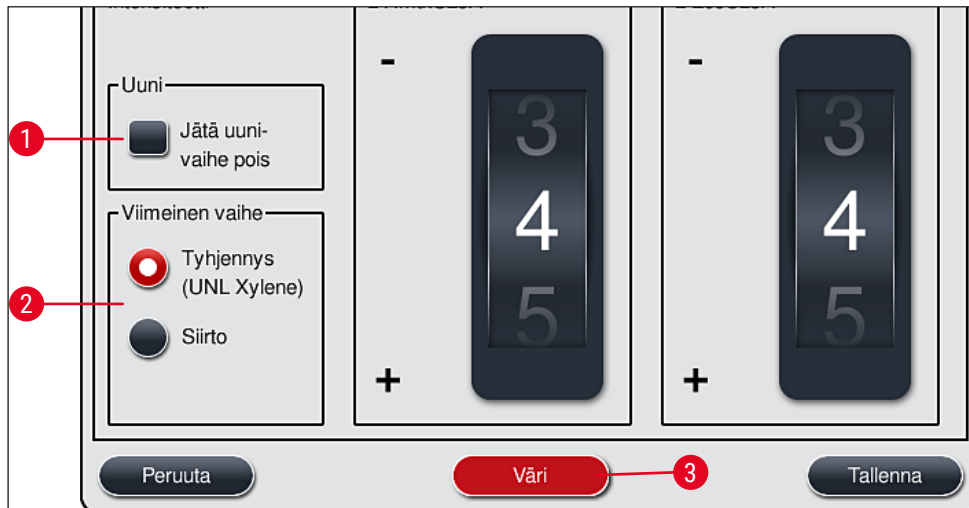 Uuni
1
Jätä uuni-
vaihe pois
Viimeinen vaihe
Tyhjennys
(UNL Xylene)
2
Siirto
-
3
4
5
+
-
3
4
5
+
Peruuta
Väri
3
Tallenna